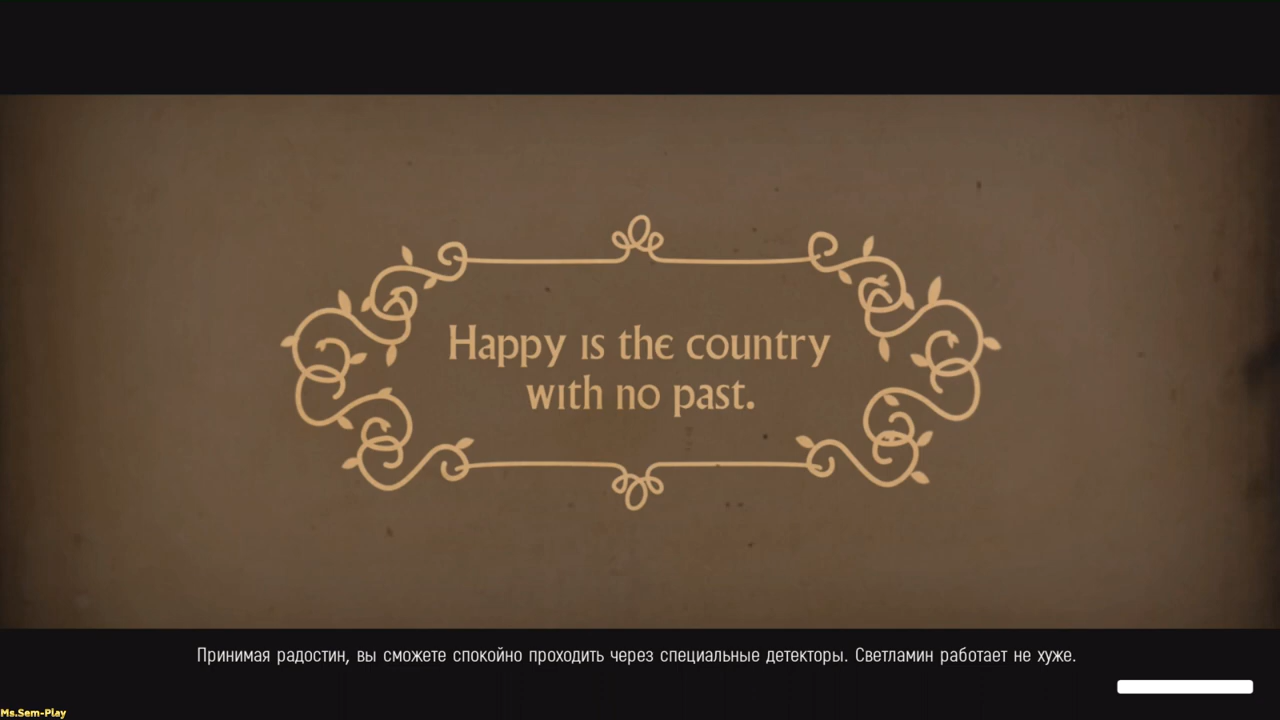 Happy is the country
with no past.
Принимая радостин, вы сможете спокойно проходить через специальные детекторы. Светламин работает не хуже.
Ms.Sem-Play